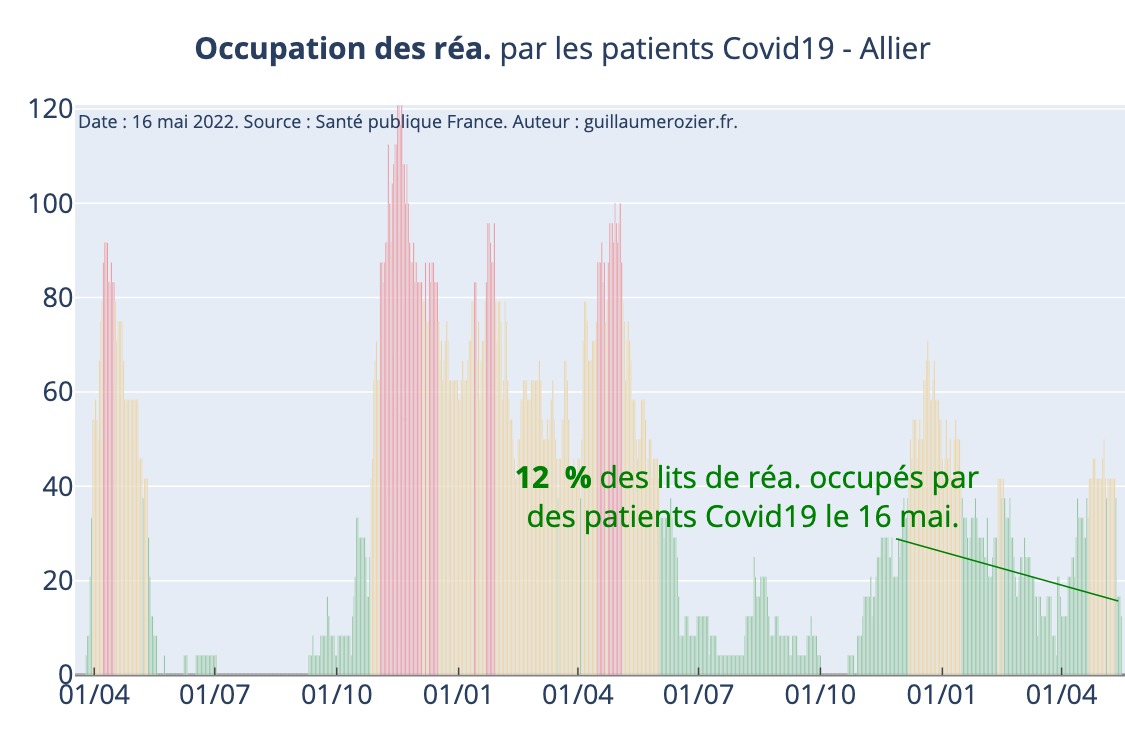 Occupation des réa. par les patients Covid19 - Allier
120
Date : 16 mai 2022. Source : Santé publique France. Auteur : guillaumerozier.fr.
100
80
60
40
12 % des lits de réa. occupés par
des patients Covid19 le 16 mai.
20
0
01/04 01/07 01/10 01/01 01/04 01/07 01/10 01/01 01/04